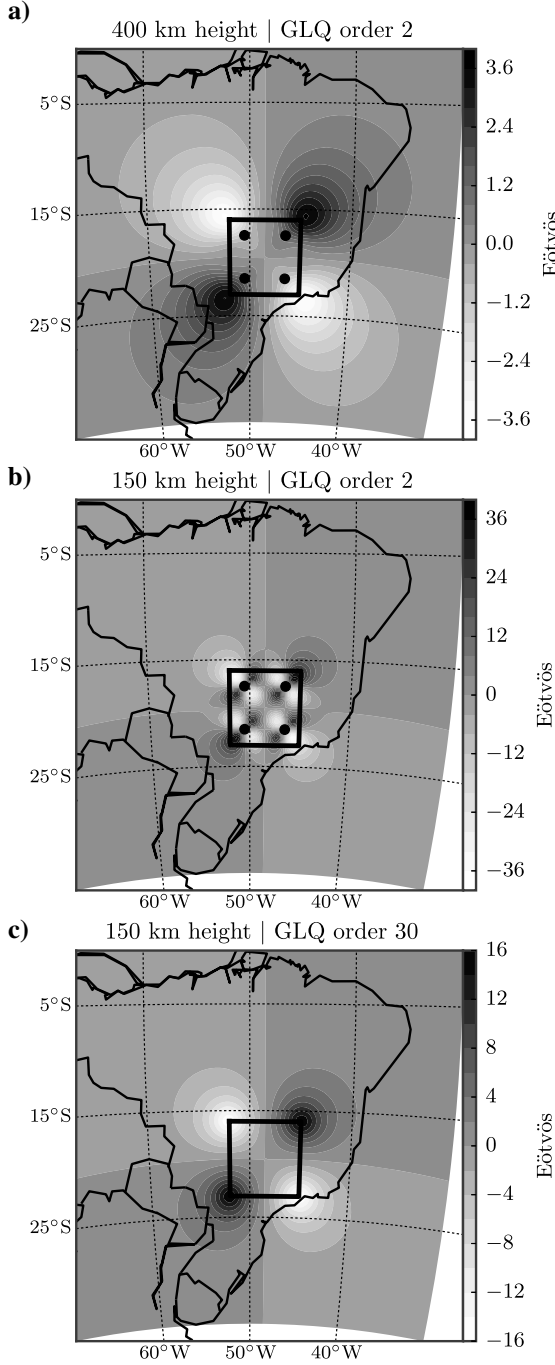 a)
400 km height | GLQ order 2
5°S
15°S
25°S
60°W 50°W 40°W
3.6
2.4
1.2
0.0
−1.2
−2.4
−3.6
Eötvös
b)
150 km height | GLQ order 2
5°S
15°S
25°S
60°W 50°W 40°W
36
24
12
0
−12
−24
−36
Eötvös
c)
150 km height | GLQ order 30
5°S
15°S
25°S
60°W 50°W 40°W
16
12
8
4
0
−4
−8
−12
−16
Eötvös